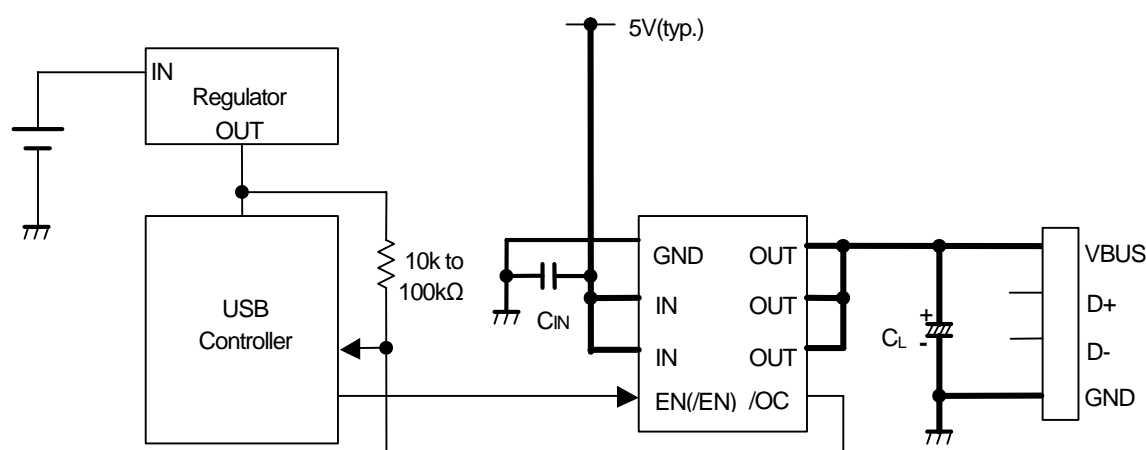 5V(typ.)
IN
Regulator
OUT
10k to
100kΩ
USB
Controller
CIN
GND
OUT
IN
OUT
IN
OUT
EN(/EN)
/OC
+
CL
-
VBUS
D+
D-
GND